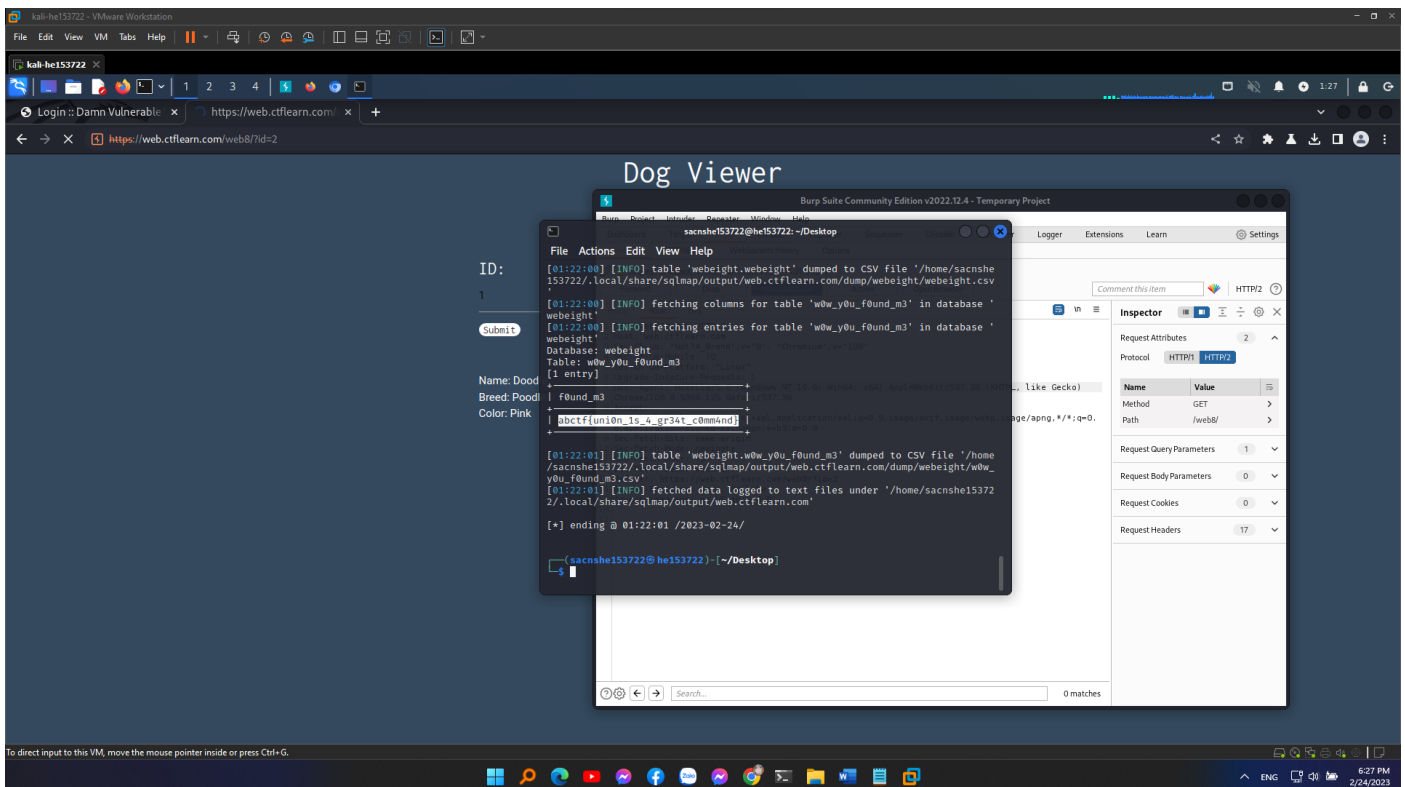 kali-he153722 - VMware Workstation
File Edit View VM Tabs Help
kali-he153722
1 2 3 4
1:27
Login :: Damn Vulnerable
https://web.ctflearn.com/
https://web.ctflearn.com/web8/?id=2
Dog Viewer
Burp Suite Community Edition v2022.12.4 - Temporary Project
Burp Project Intruder Repeater Window Help
Logger Extensions Learn Settings
sacnshe153722@he153722: ~/Desktop
File Actions Edit View Help
ID:
1
Submit
Name: Dood
Breed: Poodl
Color: Pink
[01:22:00] [INFO] table 'webeight.webeight' dumped to CSV file '/home/sacnshe
153722/.local/share/sqlmap/output/web.ctflearn.com/dump/webeight/webeight.csv
'
[01:22:00] [INFO] fetching columns for table 'w0w_y0u_f0und_m3' in database '
webeight'
[01:22:00] [INFO] fetching entries for table 'w0w_y0u_f0und_m3' in database '
webeight'
Database: webeight
Table: w0w_y0u_f0und_m3
[1 entry]
+-----------------------------------+
| f0und_m3 |
+-----------------------------------+
| abctf{uni0n_1s_4_gr34t_c0mm4nd} |
+-----------------------------------+
[01:22:01] [INFO] table 'webeight.w0w_y0u_f0und_m3' dumped to CSV file '/home
/sacnshe153722/.local/share/sqlmap/output/web.ctflearn.com/dump/webeight/w0w_
y0u_f0und_m3.csv'
[01:22:01] [INFO] fetched data logged to text files under '/home/sacnshe15372
2/.local/share/sqlmap/output/web.ctflearn.com'
[*] ending @ 01:22:01 /2023-02-24/
(sacnshe153722㉿he153722)-[~/Desktop]
$
Comment this item
HTTP/2
\n
, like Gecko)
age/apng,*/*;q=0.
Inspector
Request Attributes 2
Protocol HTTP/1 HTTP/2
Name Value
Method GET
Path /web8/
Request Query Parameters 1
Request Body Parameters 0
Request Cookies 0
Request Headers 17
Search...
0 matches
To direct input to this VM, move the mouse pointer inside or press Ctrl+G.
Zalo
ENG
6:27 PM
2/24/2023